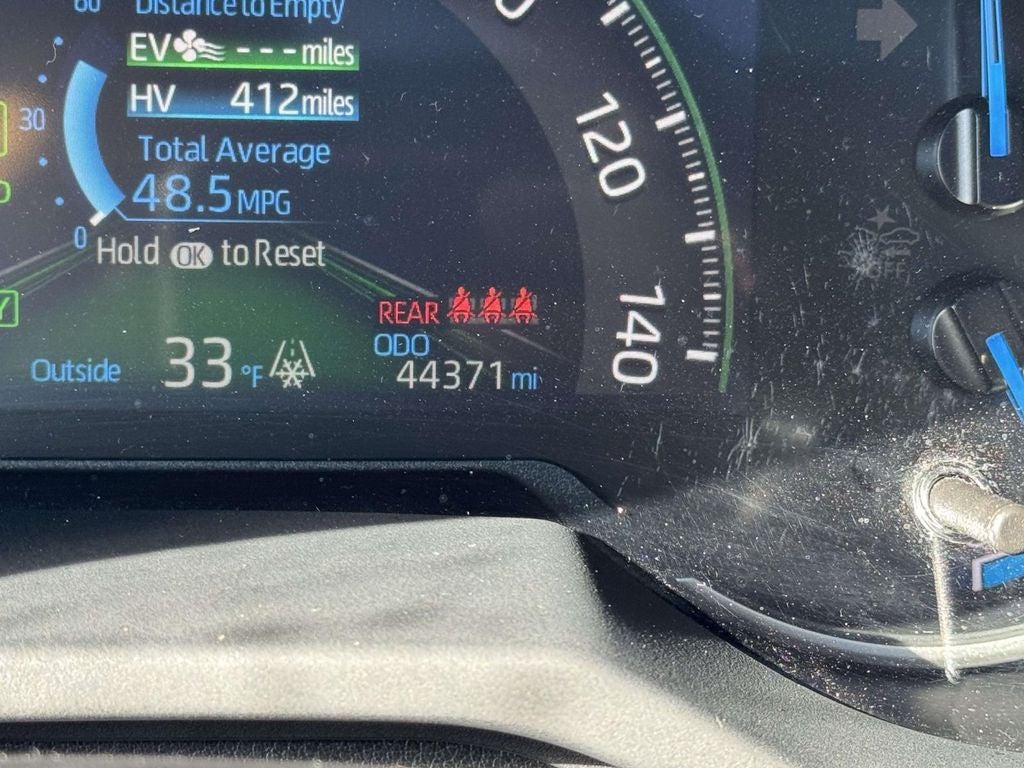 Distance to Empty
EV --- miles
HV 412 miles
30
Total Average
48.5 MPG
0
Hold OK to Reset
REAR
ODO
44371 mi
Outside 33 °F
120
140
OFF